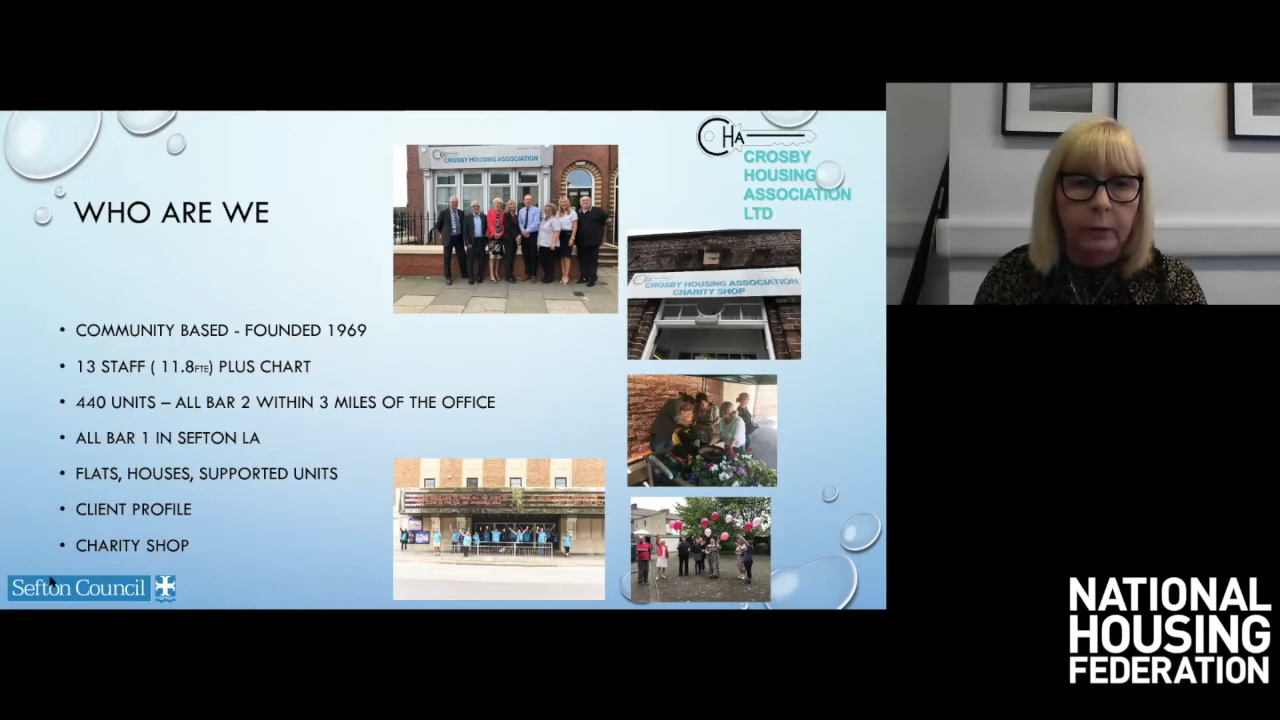 WHO ARE WE
• COMMUNITY BASED - FOUNDED 1969
• 13 STAFF ( 11.8FTE) PLUS CHART
• 440 UNITS – ALL BAR 2 WITHIN 3 MILES OF THE OFFICE
• ALL BAR 1 IN SEFTON LA
• FLATS, HOUSES, SUPPORTED UNITS
• CLIENT PROFILE
• CHARITY SHOP
Sefton Council
CROSBY HOUSING ASSOCIATION
CHA
CROSBY
HOUSING
ASSOCIATION
LTD
CROSBY HOUSING ASSOCIATION
CHARITY SHOP
NATIONAL
HOUSING
FEDERATION